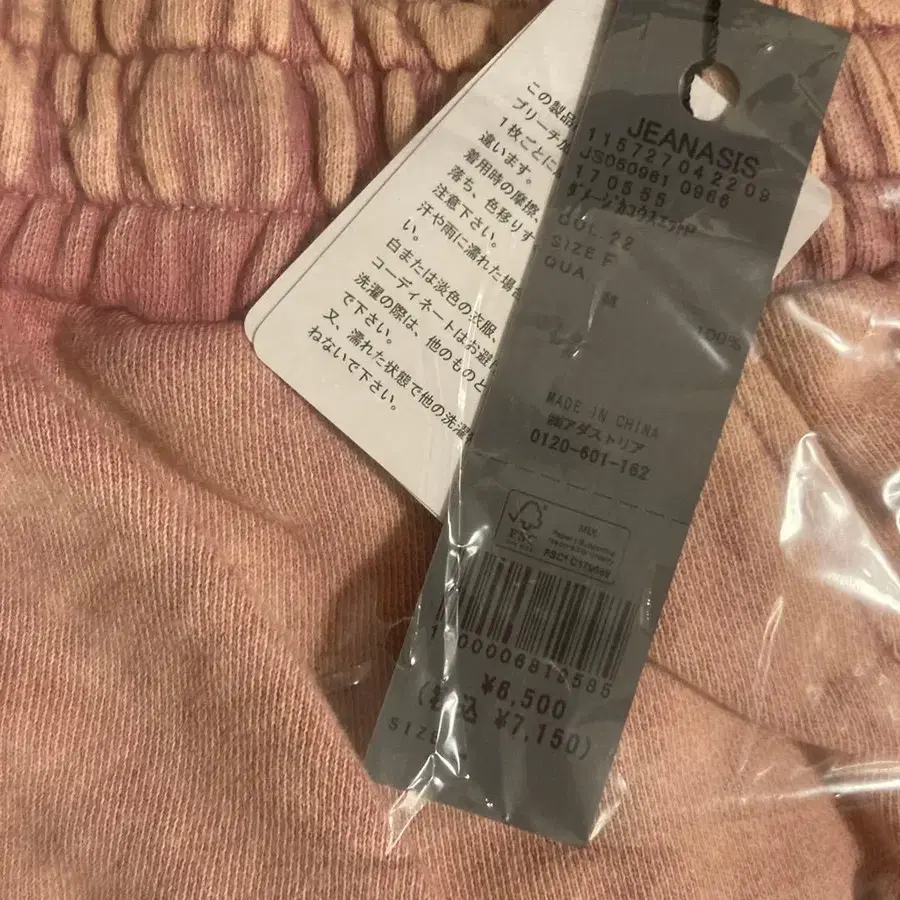 この製品
ブリーチカ
1枚ごとに
違います。
着用時の摩擦、
落ち、色移りす
注意下さい。
汗や雨に濡れた場合
い。
白または淡色の衣服、
コーディネートはお避け
洗濯の際は、他のものと
で下さい。
又、濡れた状態で他の洗濯
ねないで下さい。
JEANASIS
115727042209
JS050961 0966
170555
COL.22
SIZE F
QUA.
100%
MADE IN CHINA
㈱アダストリア
0120-601-162
FSC
MIX
¥6,500
(税込 ¥7,150)
SIZE